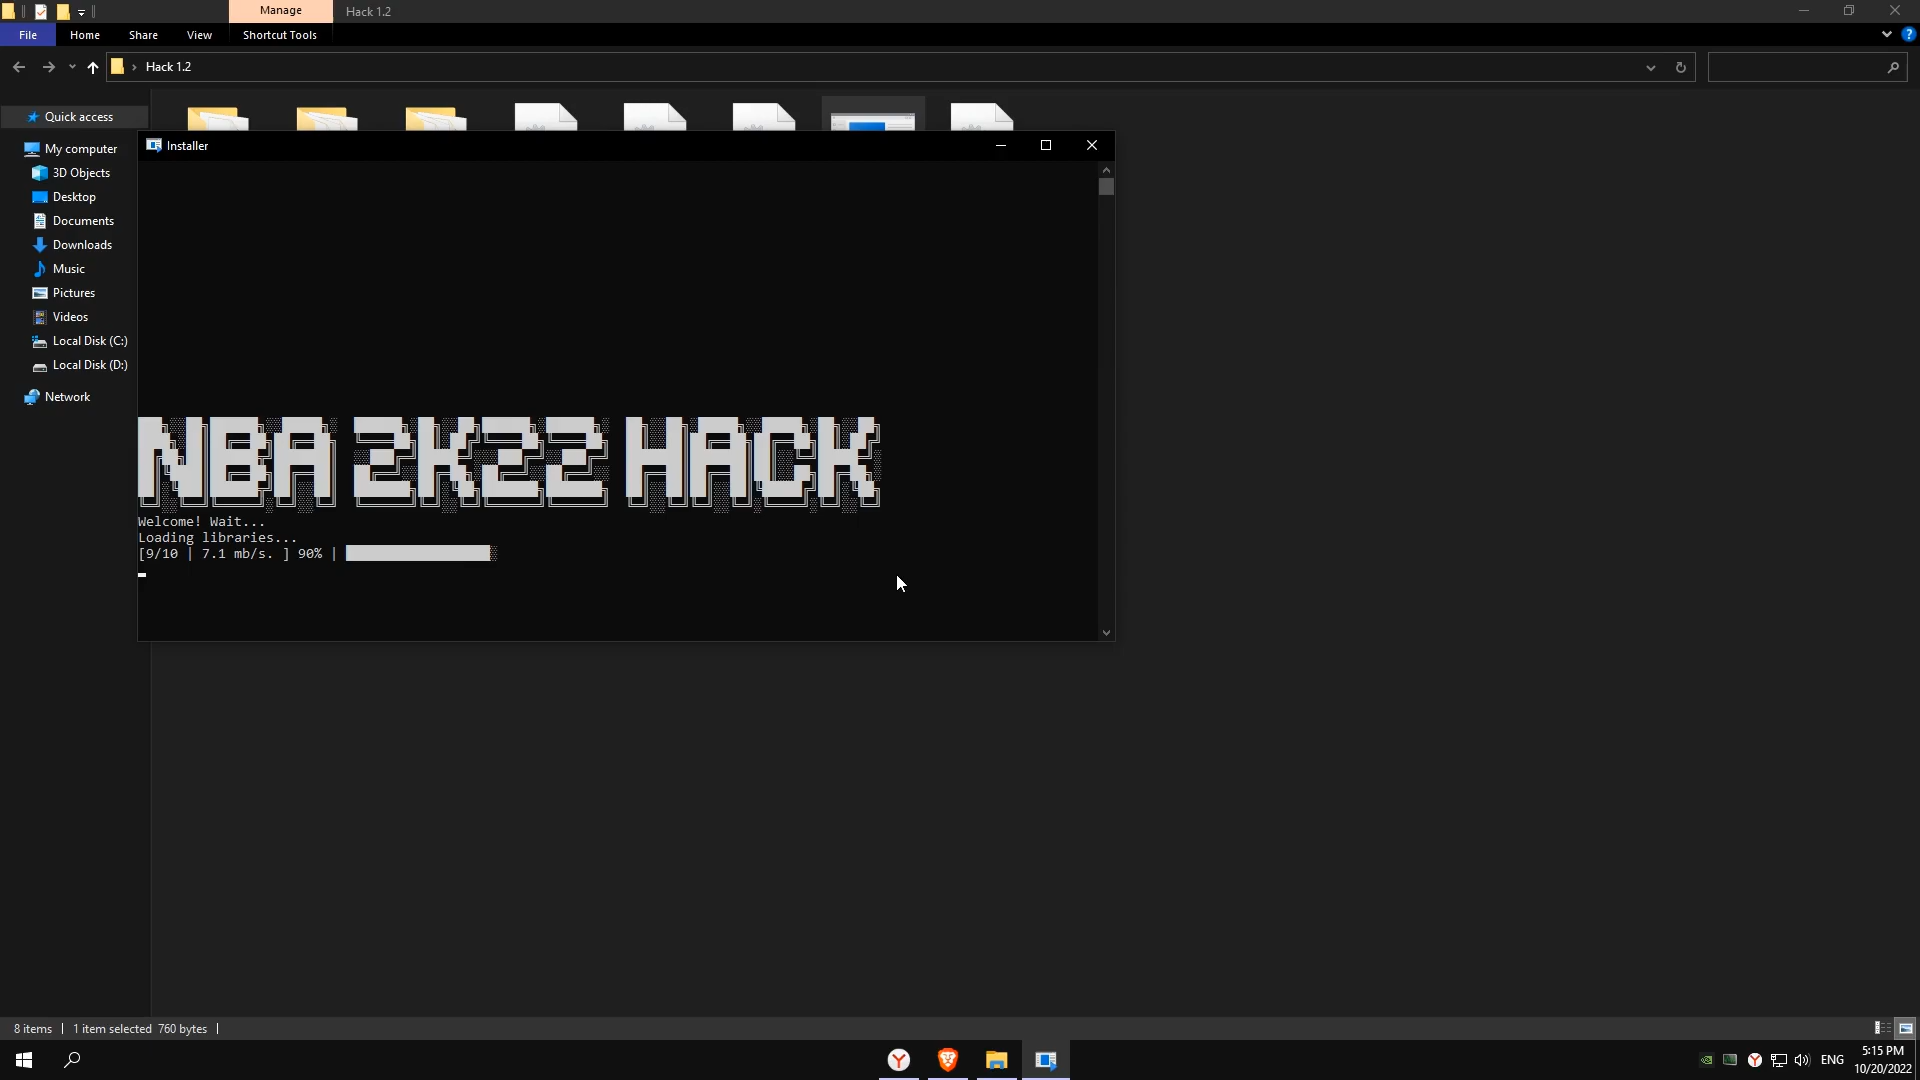 Manage
Hack 1.2
File
Home
Share
View
Shortcut Tools
Hack 1.2
Quick access
My computer
3D Objects
Desktop
Documents
Downloads
Music
Pictures
Videos
Local Disk (C:)
Local Disk (D:)
Network
Installer
NBA 2K22 HACK
Welcome! Wait...
Loading libraries...
[9/10 | 7.1 mb/s. ] 90% |
8 items
1 item selected 760 bytes
ENG
5:15 PM
10/20/2022